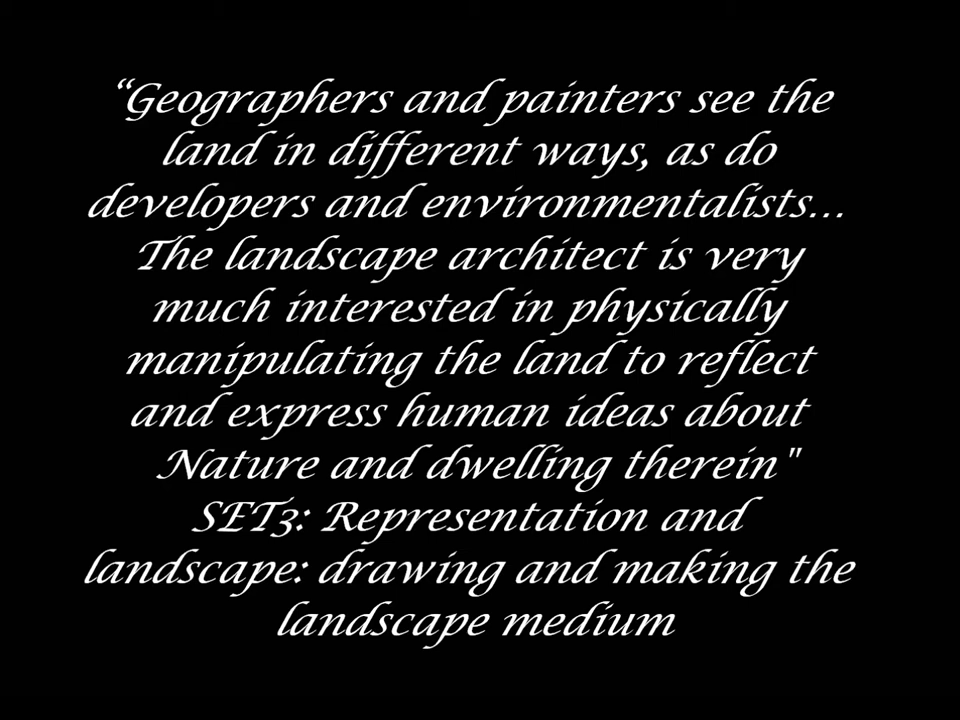 “Geographers and painters see the
land in different ways, as do
developers and environmentalists...
The landscape architect is very
much interested in physically
manipulating the land to reflect
and express human ideas about
Nature and dwelling therein"
SET3: Representation and
landscape: drawing and making the
landscape medium